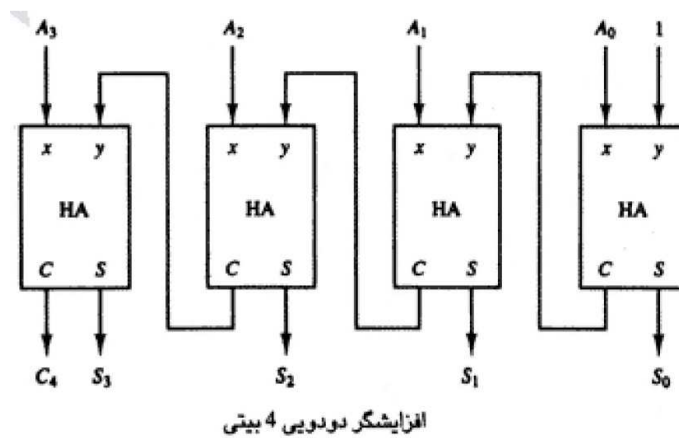 A₃ A₂ A₁ A₀ 1
x y x y x y x y
HA HA HA HA
C S C S C S C S
C₄ S₃ S₂ S₁ S₀
افزایشگر دودویی 4 بیتی